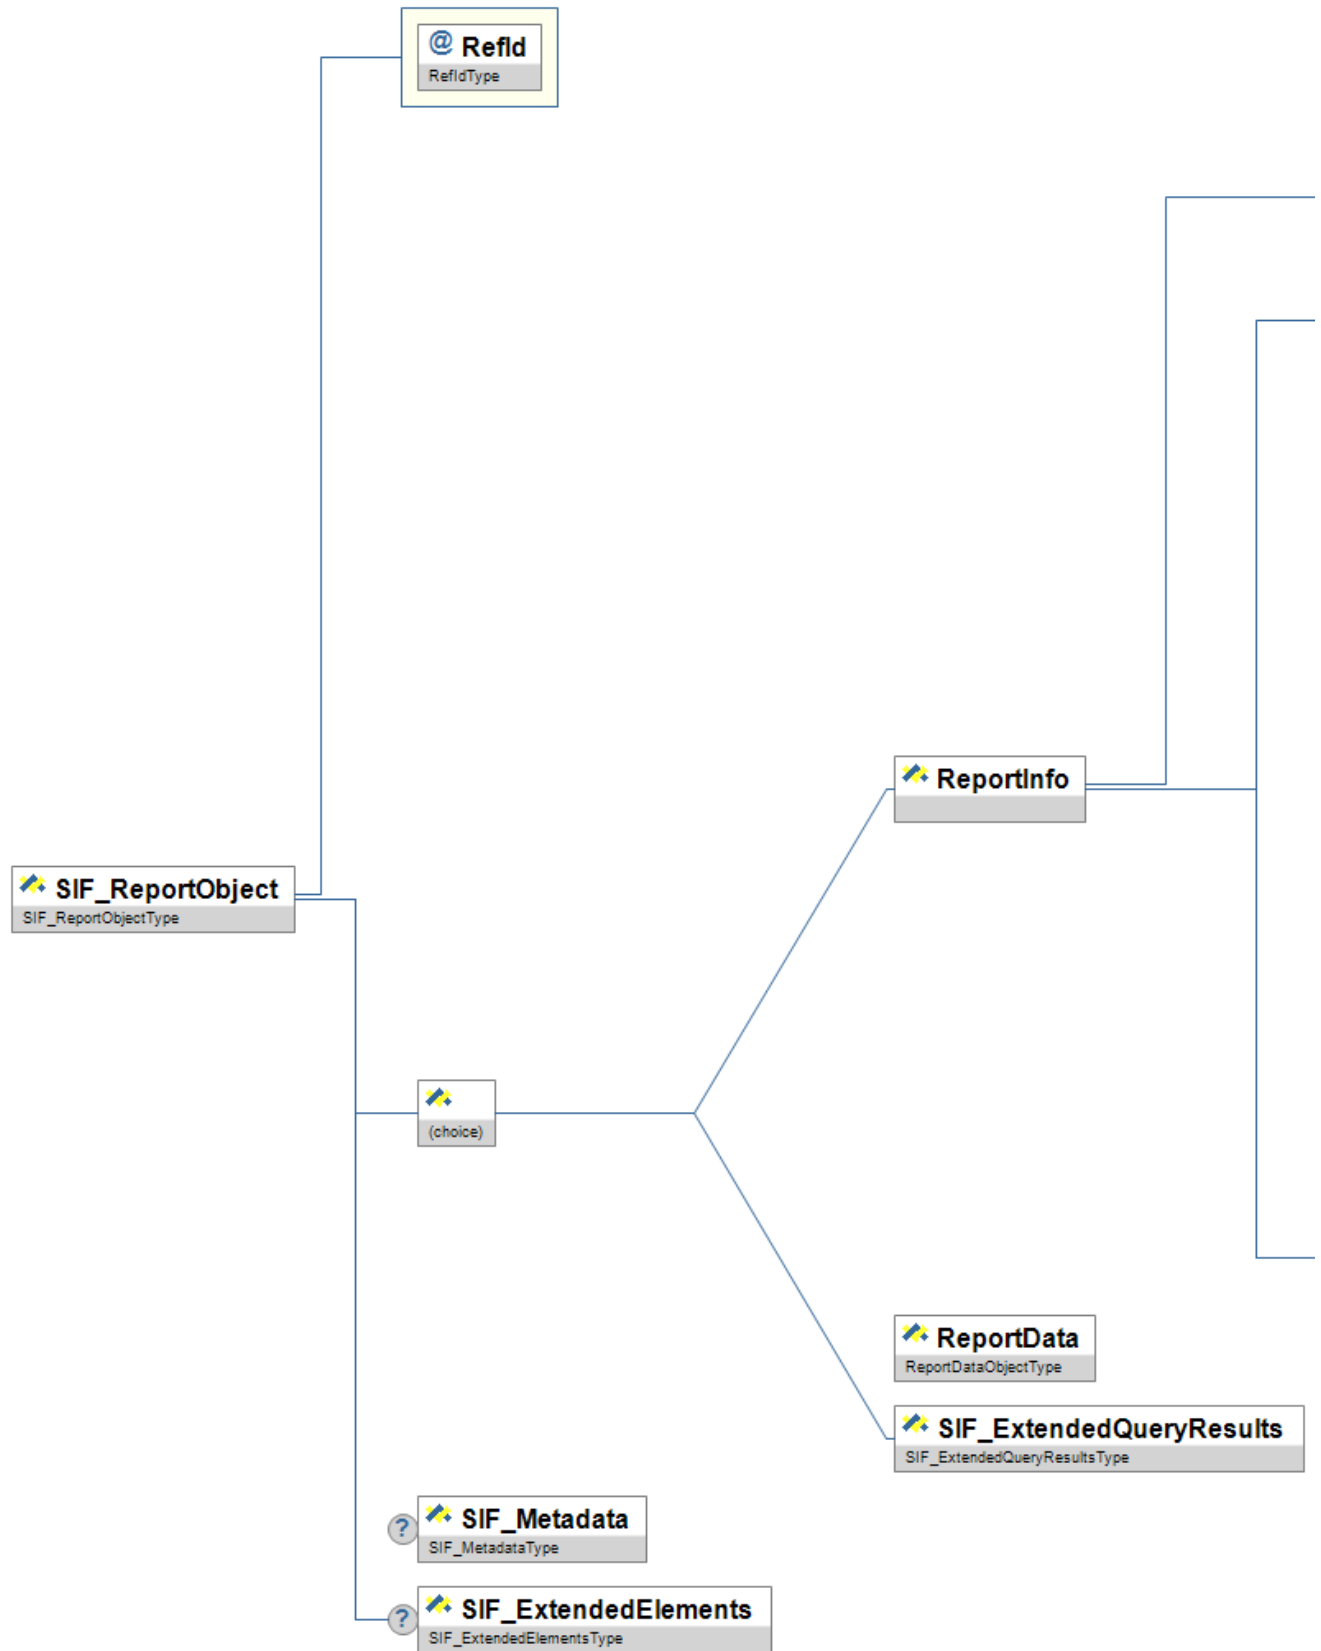 @ RefId
RefIdType
ReportInfo
SIF_ReportObject
SIF_ReportObjectType
(choice)
ReportData
ReportDataObjectType
SIF_ExtendedQueryResults
SIF_ExtendedQueryResultsType
? SIF_Metadata
SIF_MetadataType
? SIF_ExtendedElements
SIF_ExtendedElementsType